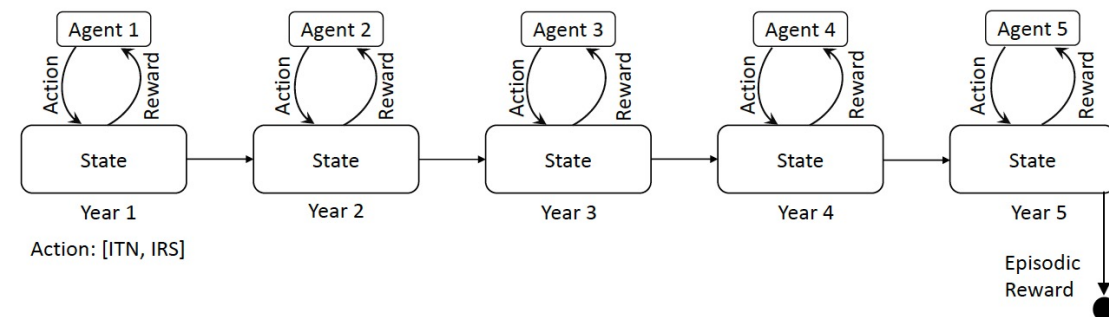 Agent 1
Agent 2
Agent 3
Agent 4
Agent 5
Action
Reward
Action
Reward
Action
Reward
Action
Reward
Action
Reward
State
State
State
State
State
Year 1
Year 2
Year 3
Year 4
Year 5
Action: [ITN, IRS]
Episodic
Reward